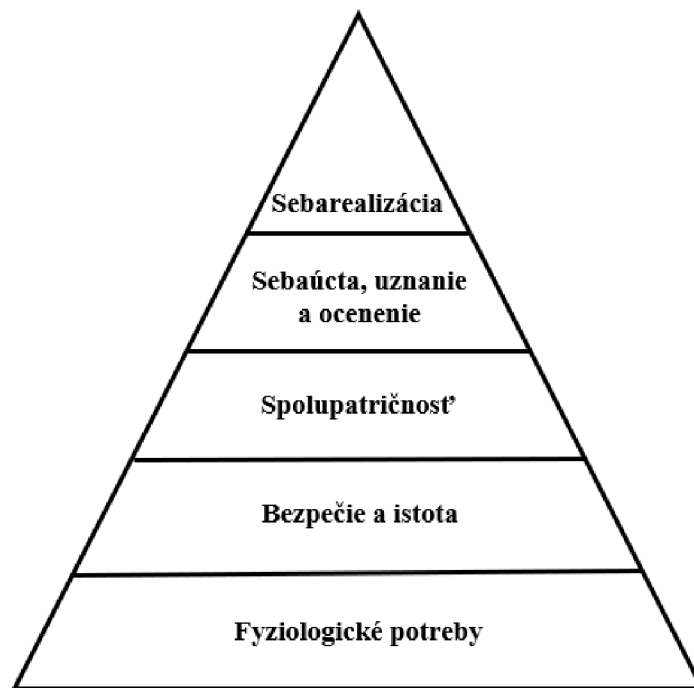 Sebarealizácia
Sebaúcta, uznanie
a ocenenie
Spolupatričnosť
Bezpečie a istota
Fyziologické potreby